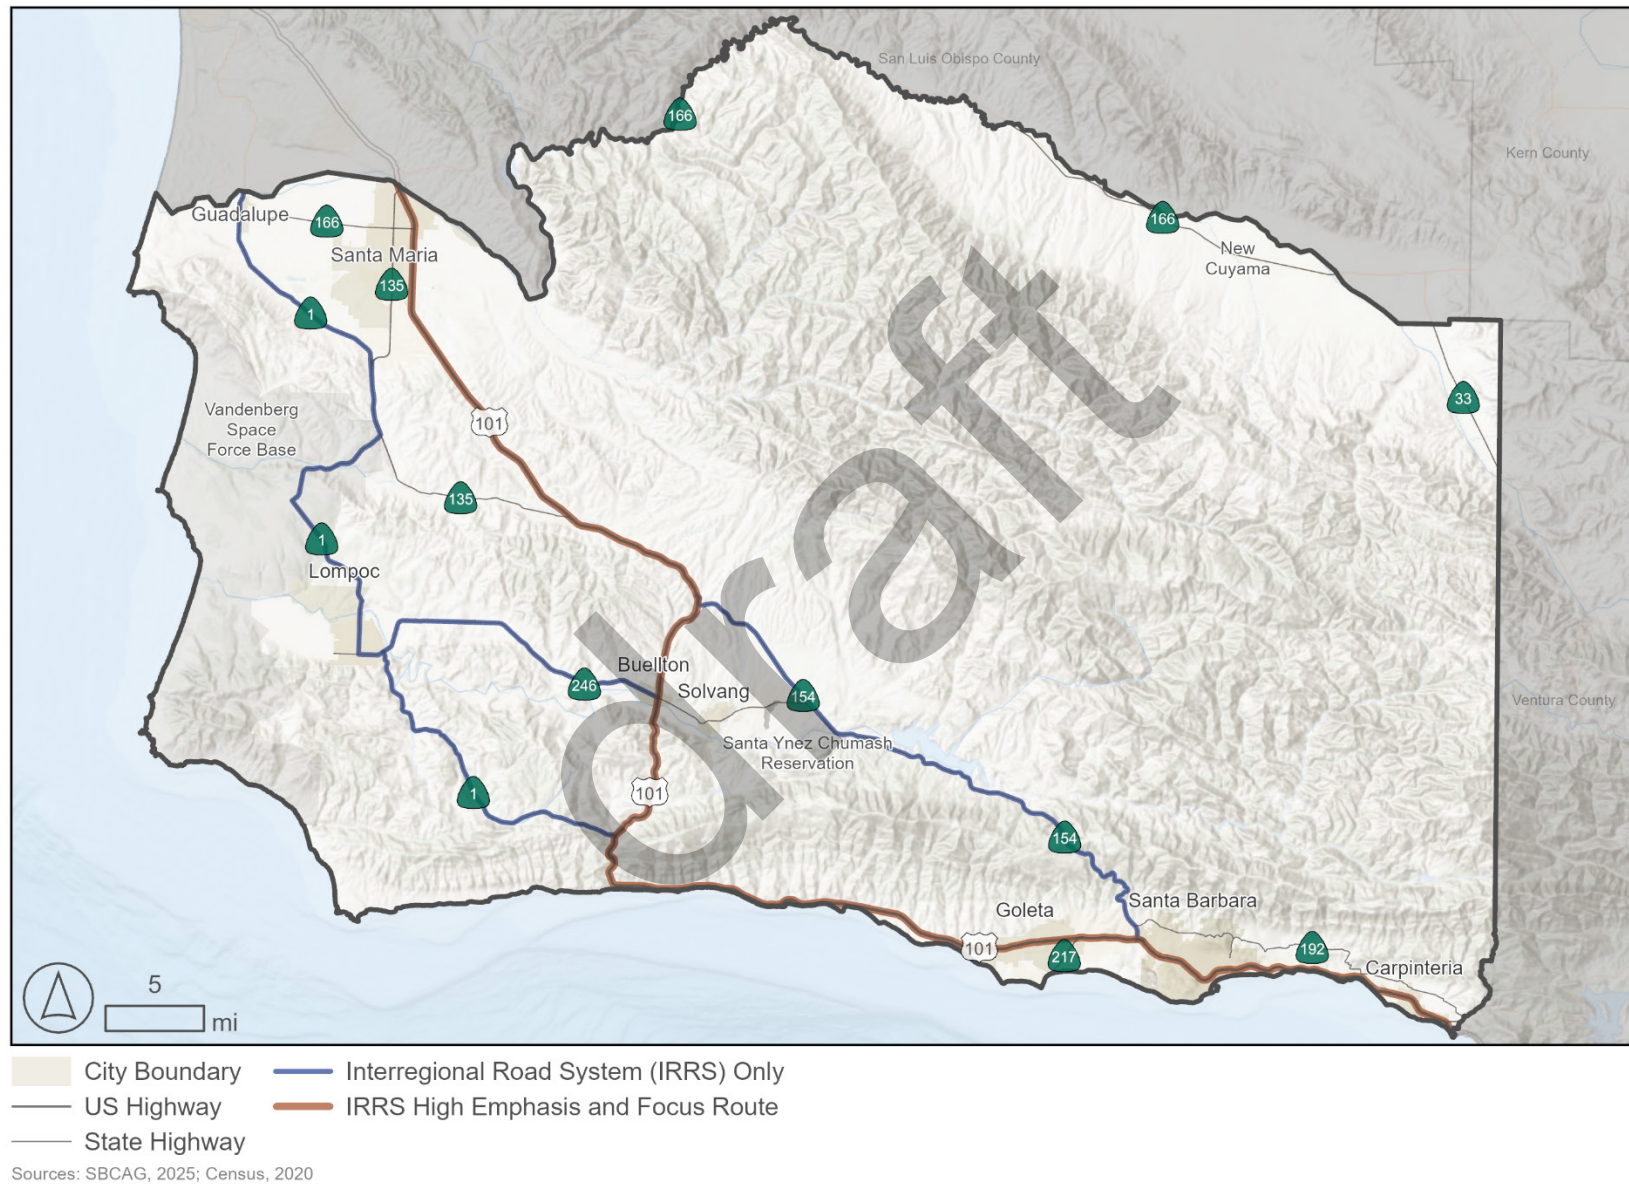 San Luis Obispo County
166
Kern County
Guadalupe
166
166
Santa Maria
New
Cuyama
135
1
33
Vandenberg
Space
Force Base
101
135
1
Lompoc
draft
Buellton
246
Solvang
154
Ventura County
Santa Ynez Chumash
Reservation
1
101
154
Santa Barbara
Goleta
101
217
192
Carpinteria
5
mi
City Boundary
Interregional Road System (IRRS) Only
US Highway
IRRS High Emphasis and Focus Route
State Highway
Sources: SBCAG, 2025; Census, 2020